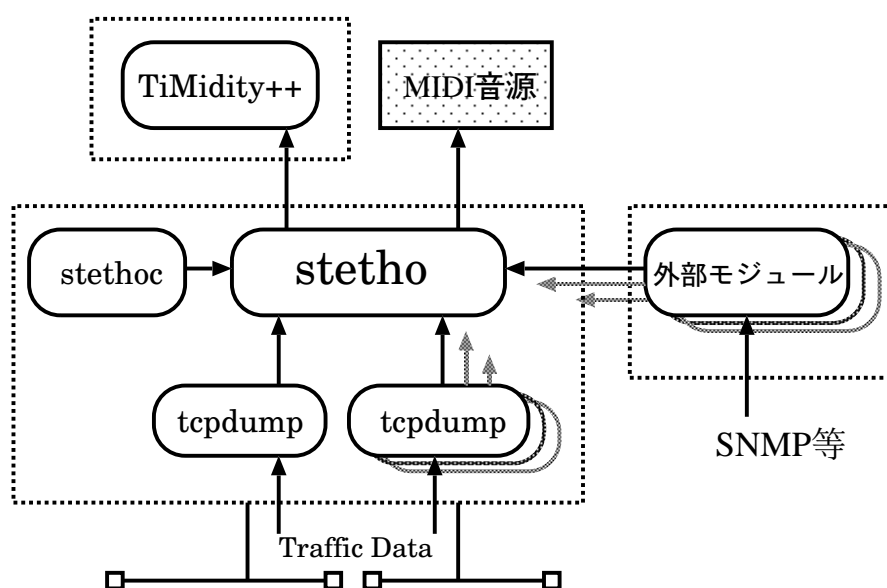 TiMidity++
MIDI音源
stethoc
stetho
外部モジュール
tcpdump
tcpdump
SNMP等
Traffic Data